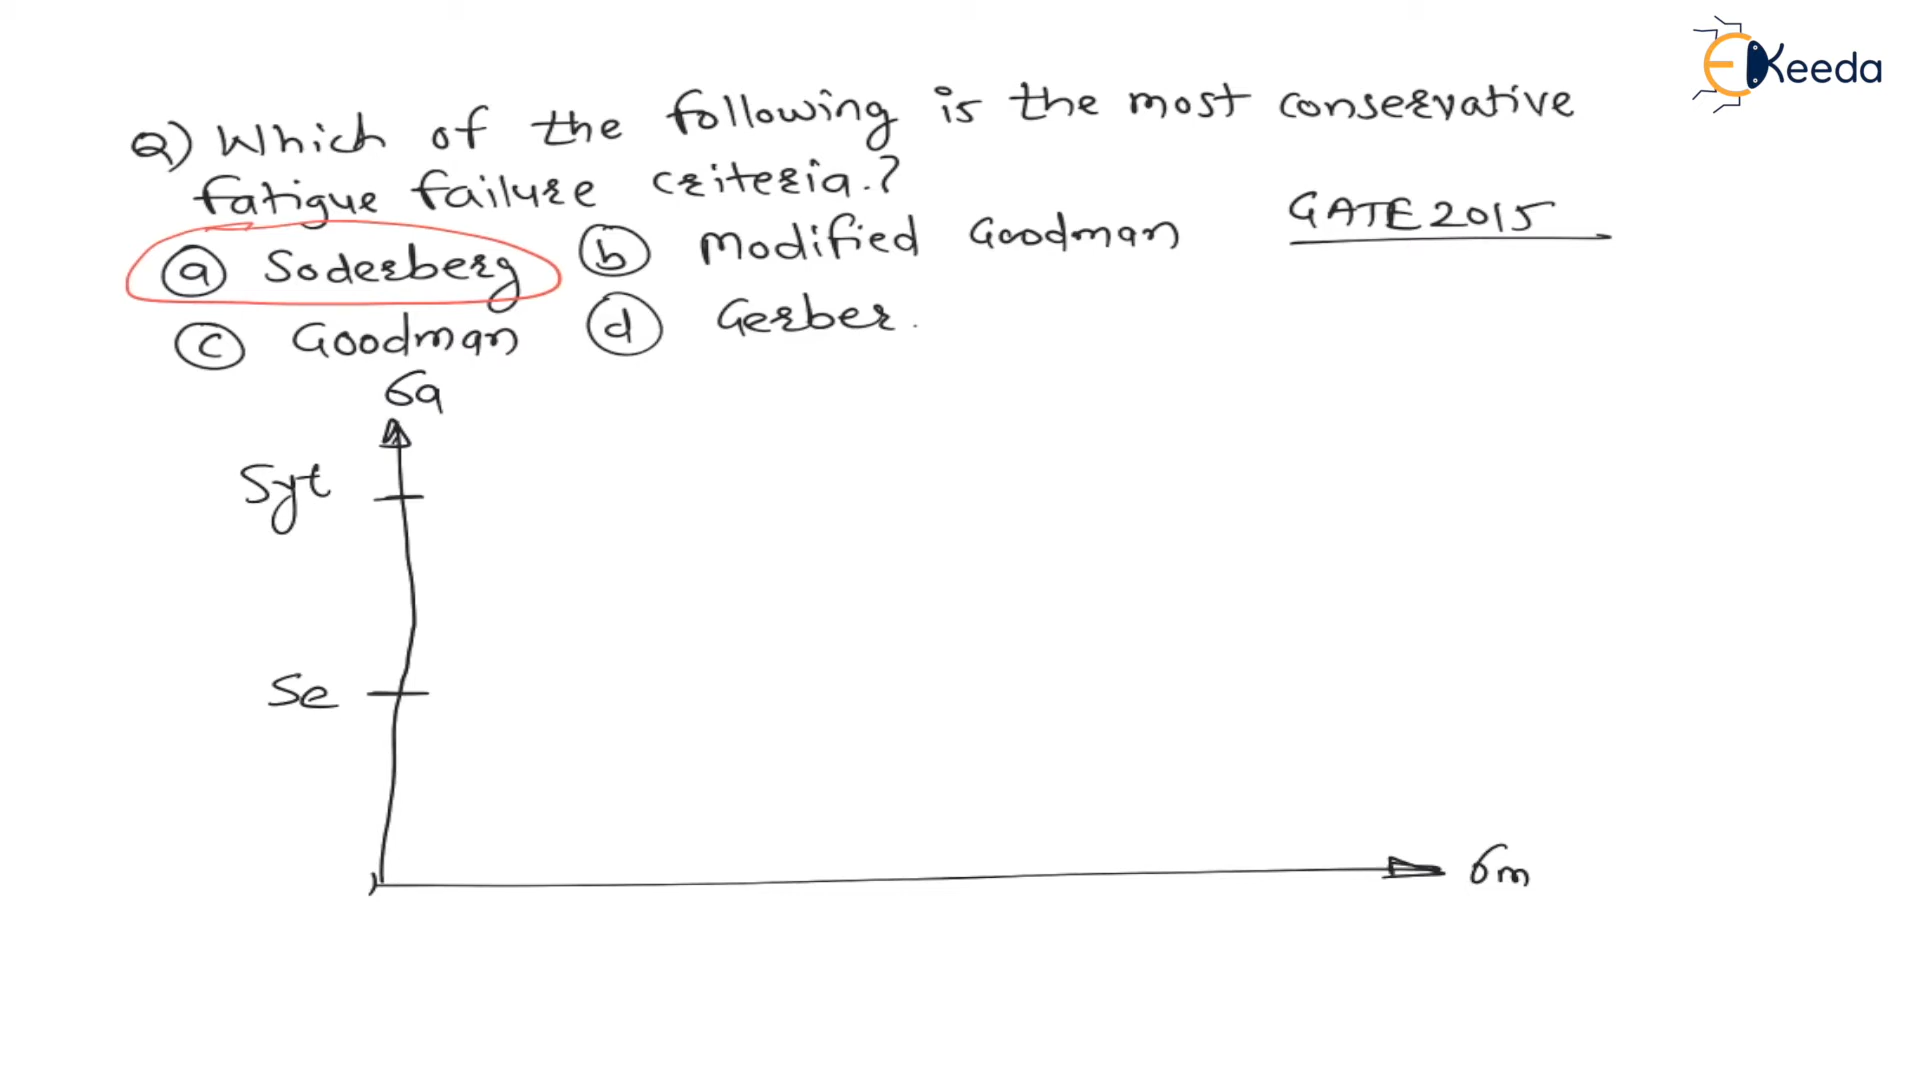 Q) Which of the following is the most conservative
fatigue failure criteria.?
GATE 2015
(a) Soderberg (b) Modified Goodman
(c) Goodman (d) Gerber.
σa
Syt
Se
σm
EKeeda